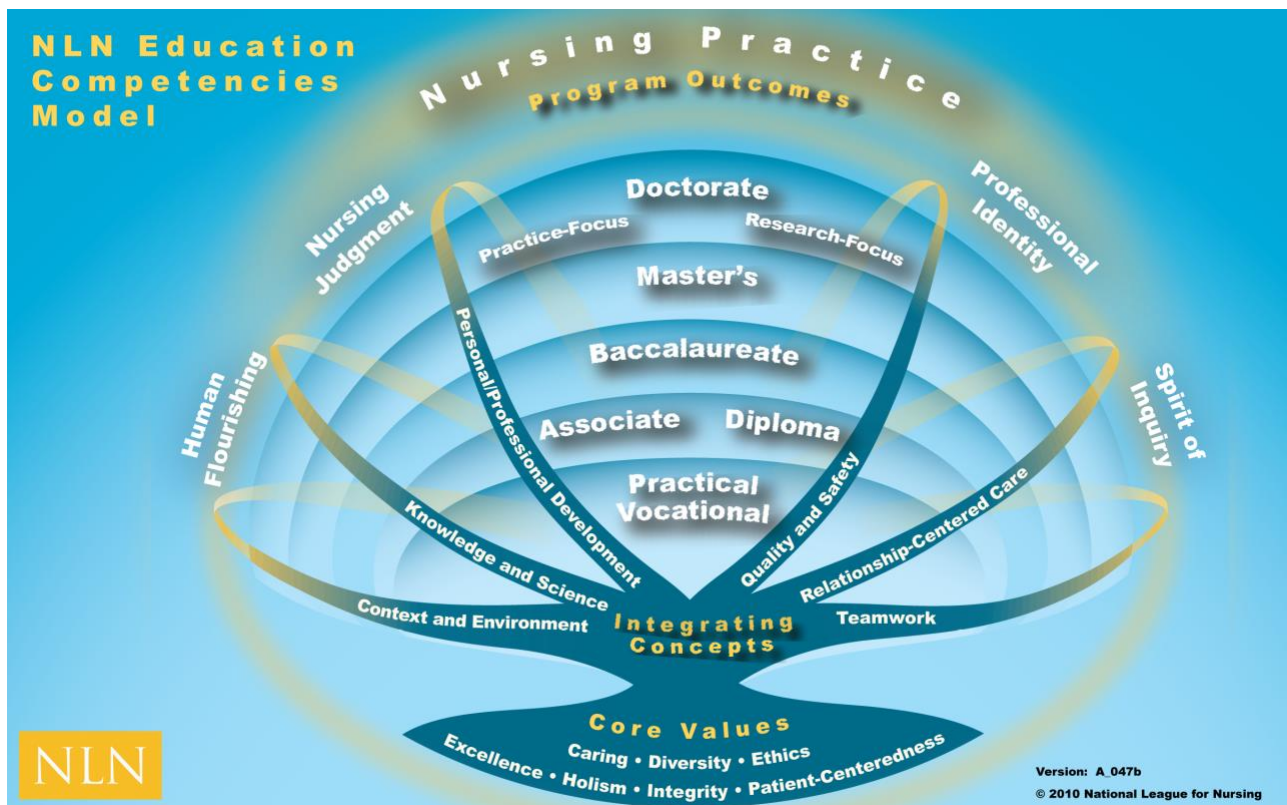 NLN Education
Competencies
Model
Nursing Practice
Program Outcomes
Nursing
Judgment
Professional
Identity
Human
Flourishing
Spirit of
Inquiry
Doctorate
Practice-Focus
Research-Focus
Master's
Baccalaureate
Associate
Diploma
Practical
Vocational
Personal/Professional Development
Quality and Safety
Knowledge and Science
Relationship-Centered Care
Context and Environment
Teamwork
Integrating
Concepts
Core Values
Caring • Diversity • Ethics
Excellence • Holism • Integrity • Patient-Centeredness
NLN
Version: A_047b
© 2010 National League for Nursing